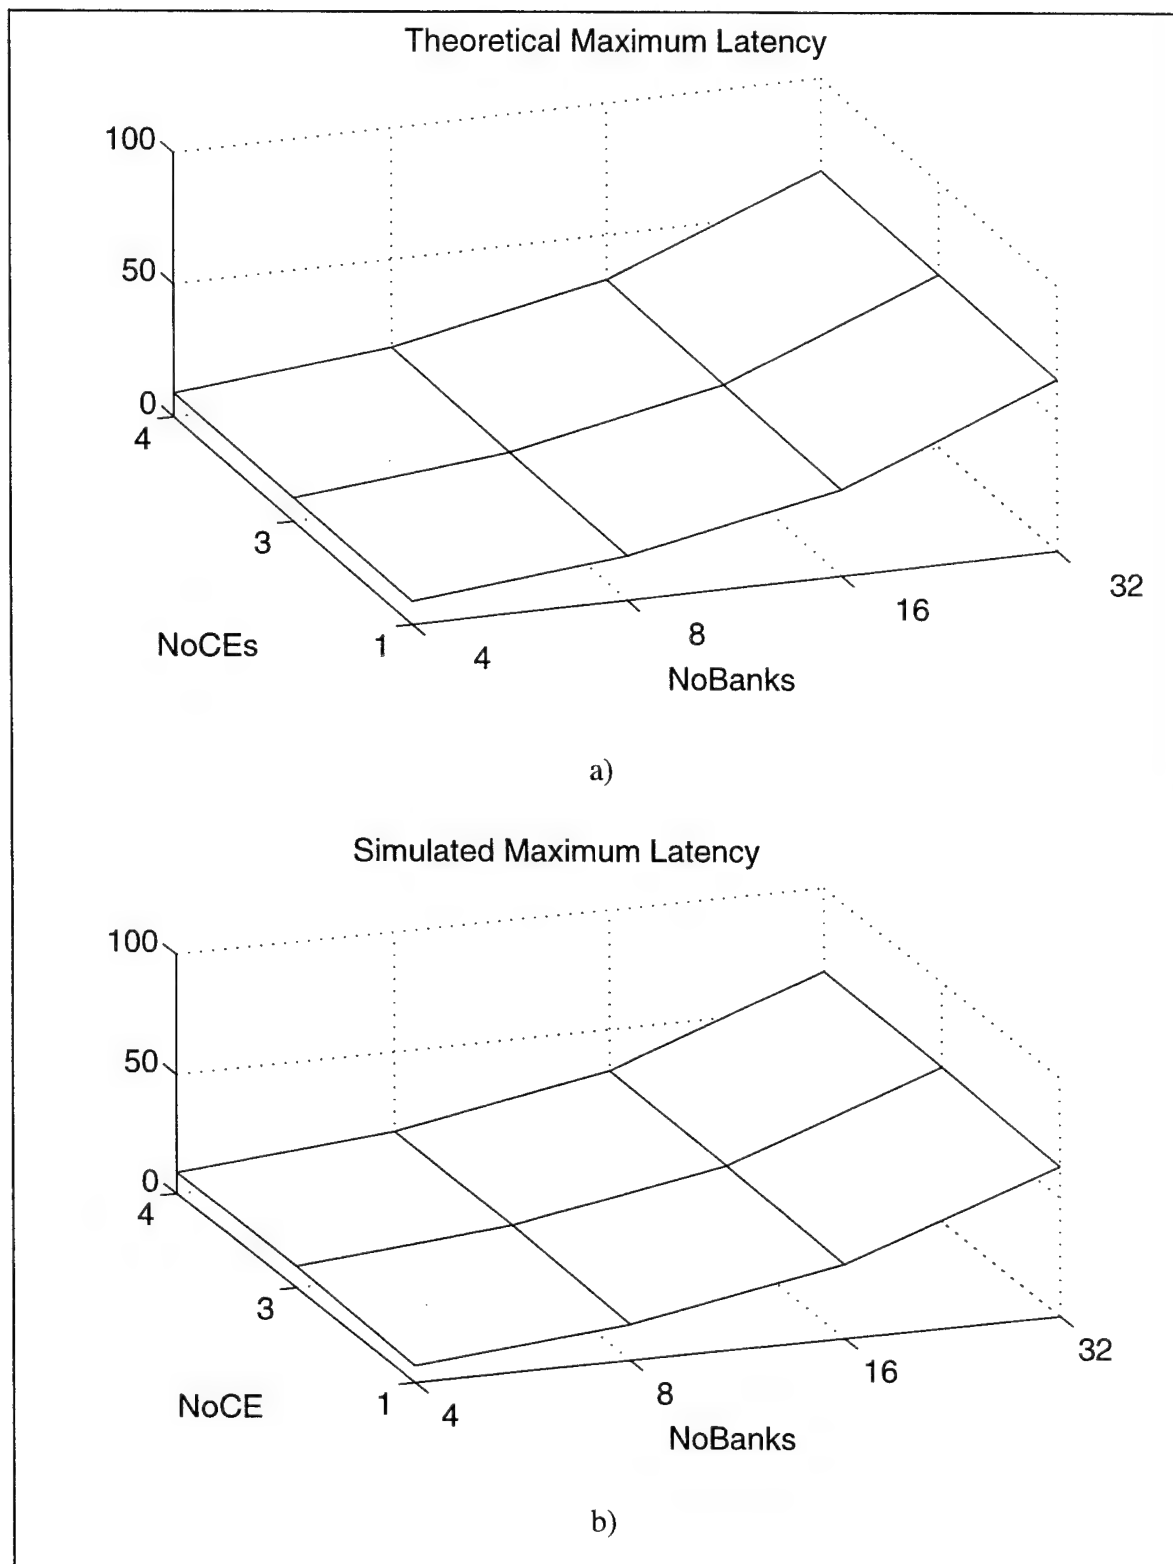 Theoretical Maximum Latency
100
50
0
4
3
1
NoCEs
4
8
16
32
NoBanks
a)
Simulated Maximum Latency
100
50
0
4
3
1
NoCE
4
8
16
32
NoBanks
b)